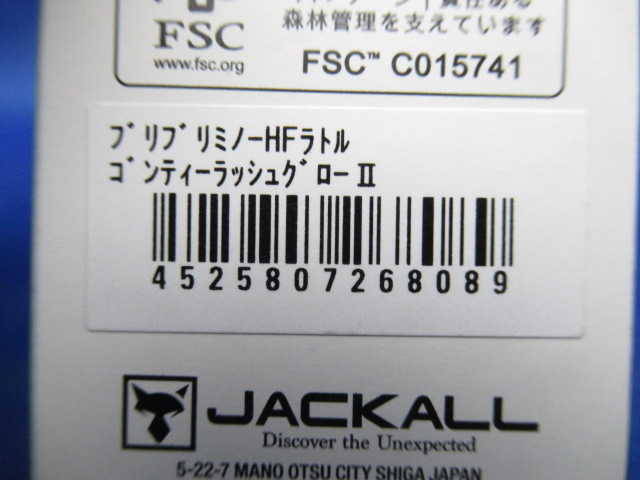 森林管理を支えています
FSC
www.fsc.org
FSC™ C015741
ブリブリミノーHFラトル
ゴンティーラッシュグローⅡ
4525807268089
JACKALL
Discover the Unexpected
5-22-7 MANO OTSU CITY SHIGA JAPAN